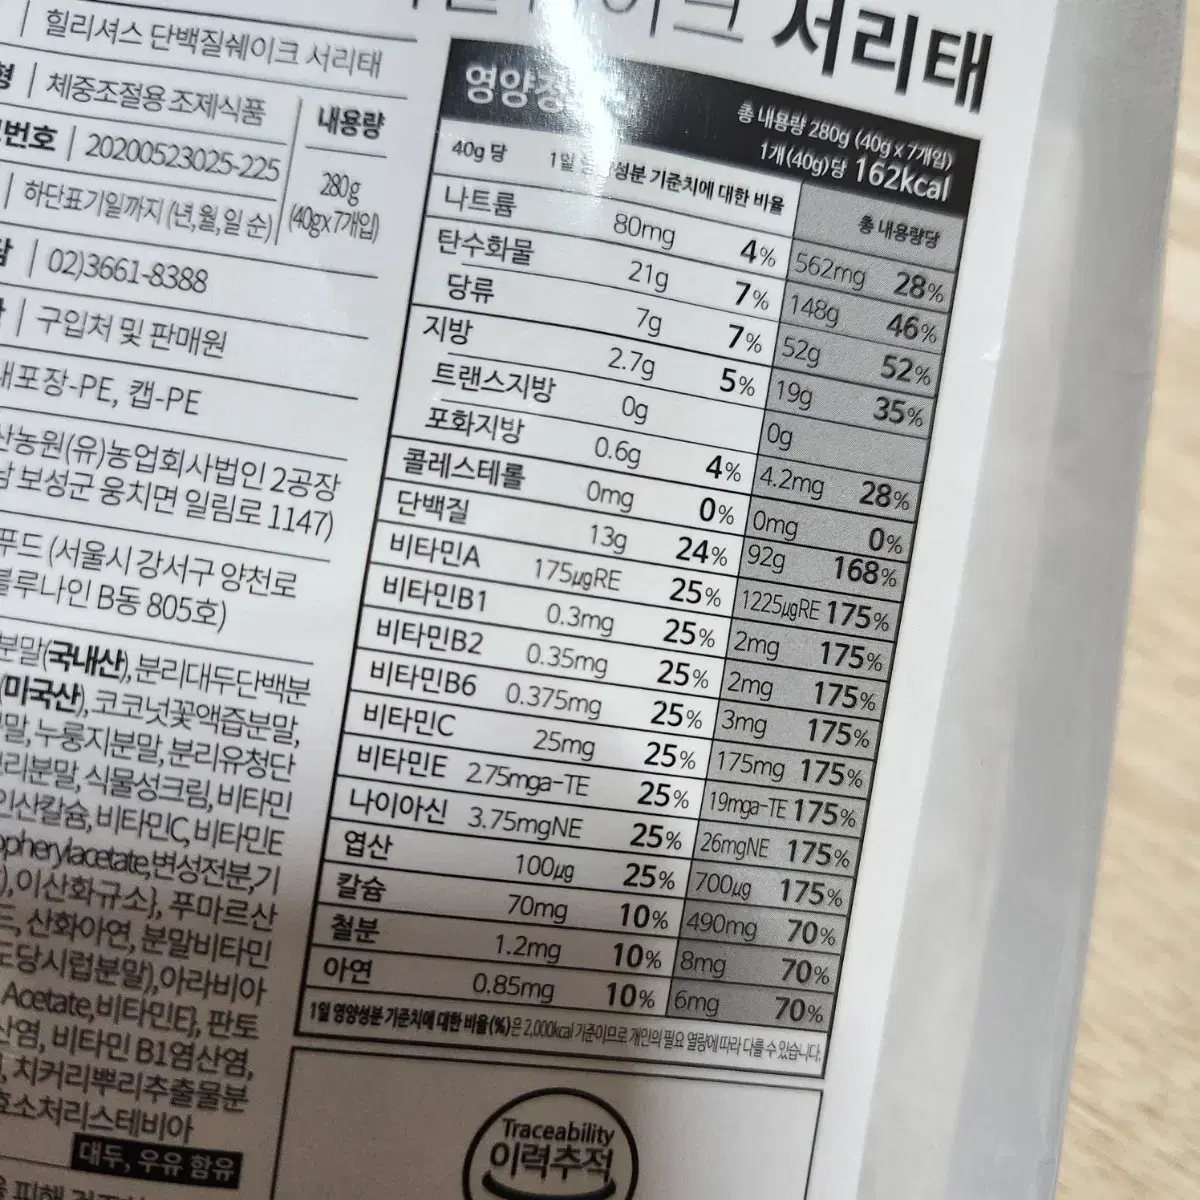 서리태
힐리셔스 단백질쉐이크 서리태
체중조절용 조제식품
내용량
번호
20200523025-225
280g
(40gx7개입)
하단표기일까지 (년,월,일 순)
02)3661-8388
구입처 및 판매원
내포장-PE, 캡-PE
농원(유)농업회사법인 2공장
보성군 웅치면 일림로 1147)
푸드 (서울시 강서구 양천로
블루나인 B동 805호)
분말(국내산), 분리대두단백분
(미국산), 코코넛꽃액즙분말,
말, 누룽지분말, 분리유청단
리분말, 식물성크림, 비타민
인산칼슘, 비타민C, 비타민E
opherylacetate, 변성전분, 기
, 이산화규소}, 푸마르산
드, 산화아연, 분말비타민
도당시럽분말), 아라비아
Acetate, 비타민E}, 판토
산염, 비타민 B1염산염,
, 치커리뿌리추출물분
효소처리스테비아
대두, 우유 함유
총 내용량 280g (40g x 7개입)
1개(40g)당 162kcal
40g 당 1일 성분 기준치에 대한 비율 총 내용량당
나트륨 80mg 4% 562mg 28%
탄수화물 21g 7% 148g 46%
당류 7g 7% 52g 52%
지방 2.7g 5% 19g 35%
트랜스지방 0g 0g
포화지방 0.6g 4% 4.2mg 28%
콜레스테롤 0mg 0% 0mg 0%
단백질 13g 24% 92g 168%
비타민A 175μgRE 25% 1225μgRE 175%
비타민B1 0.3mg 25% 2mg 175%
비타민B2 0.35mg 25% 2mg 175%
비타민B6 0.375mg 25% 3mg 175%
비타민C 25mg 25% 175mg 175%
비타민E 2.75mga-TE 25% 19mga-TE 175%
나이아신 3.75mgNE 25% 26mgNE 175%
엽산 100μg 25% 700μg 175%
칼슘 70mg 10% 490mg 70%
철분 1.2mg 10% 8mg 70%
아연 0.85mg 10% 6mg 70%
1일 영양성분 기준치에 대한 비율(%)은 2,000kcal 기준이므로 개인의 필요 열량에 따라 다를 수 있습니다.
Traceability
이력추적